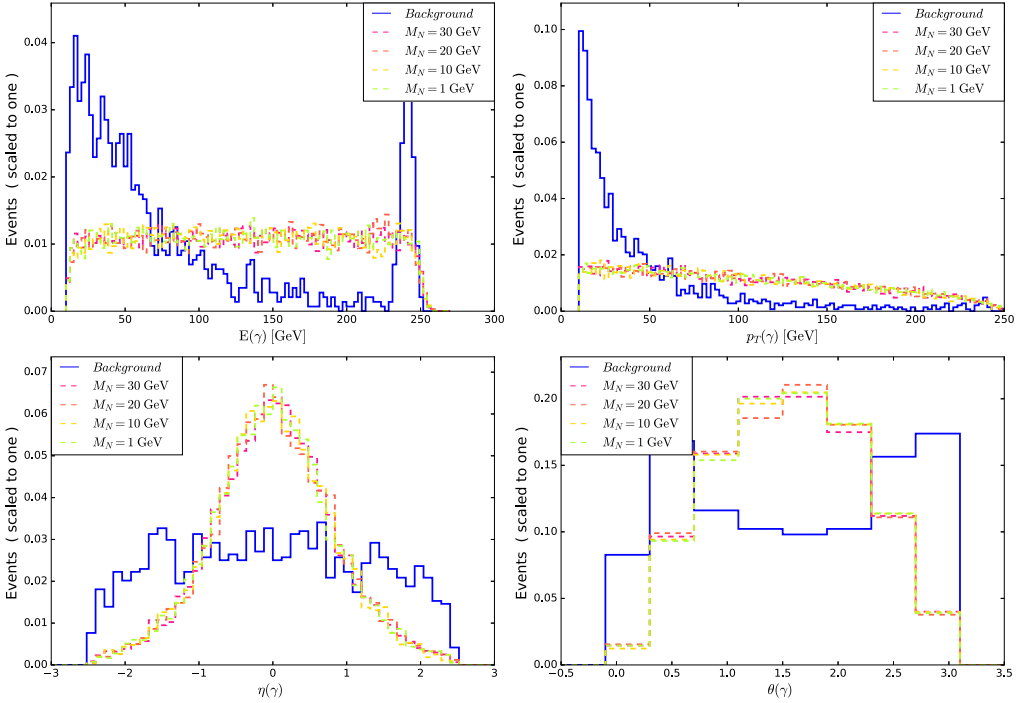 Events ( scaled to one )
0.04
0.03
0.02
0.01
0.00
0 50 100 150 200 250 300
E(γ) [GeV]
Background
M_N = 30 GeV
M_N = 20 GeV
M_N = 10 GeV
M_N = 1 GeV
Events ( scaled to one )
0.10
0.08
0.06
0.04
0.02
0.00
0 50 100 150 200 250
p_T(γ) [GeV]
Background
M_N = 30 GeV
M_N = 20 GeV
M_N = 10 GeV
M_N = 1 GeV
Events ( scaled to one )
0.07
0.06
0.05
0.04
0.03
0.02
0.01
0.00
−3 −2 −1 0 1 2 3
η(γ)
Background
M_N = 30 GeV
M_N = 20 GeV
M_N = 10 GeV
M_N = 1 GeV
Events ( scaled to one )
0.20
0.15
0.10
0.05
0.00
−0.5 0.0 0.5 1.0 1.5 2.0 2.5 3.0 3.5
θ(γ)
Background
M_N = 30 GeV
M_N = 20 GeV
M_N = 10 GeV
M_N = 1 GeV